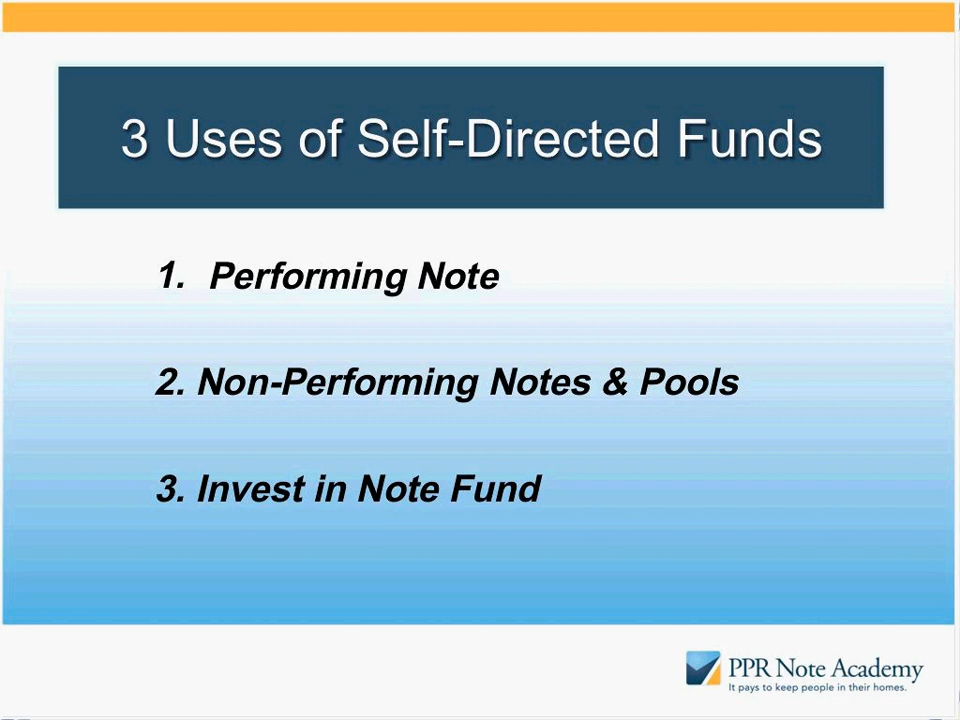 3 Uses of Self-Directed Funds
1. Performing Note
2. Non-Performing Notes & Pools
3. Invest in Note Fund
PPR Note Academy
It pays to keep people in their homes.